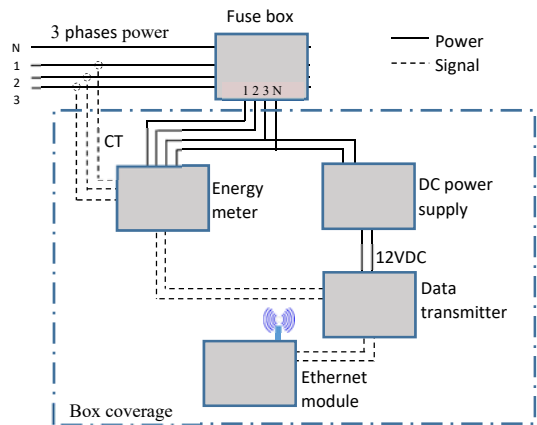 Fuse box
3 phases power
N
1
2
3
1 2 3 N
Power
Signal
CT
Energy
meter
DC power
supply
12VDC
Data
transmitter
Ethernet
module
Box coverage